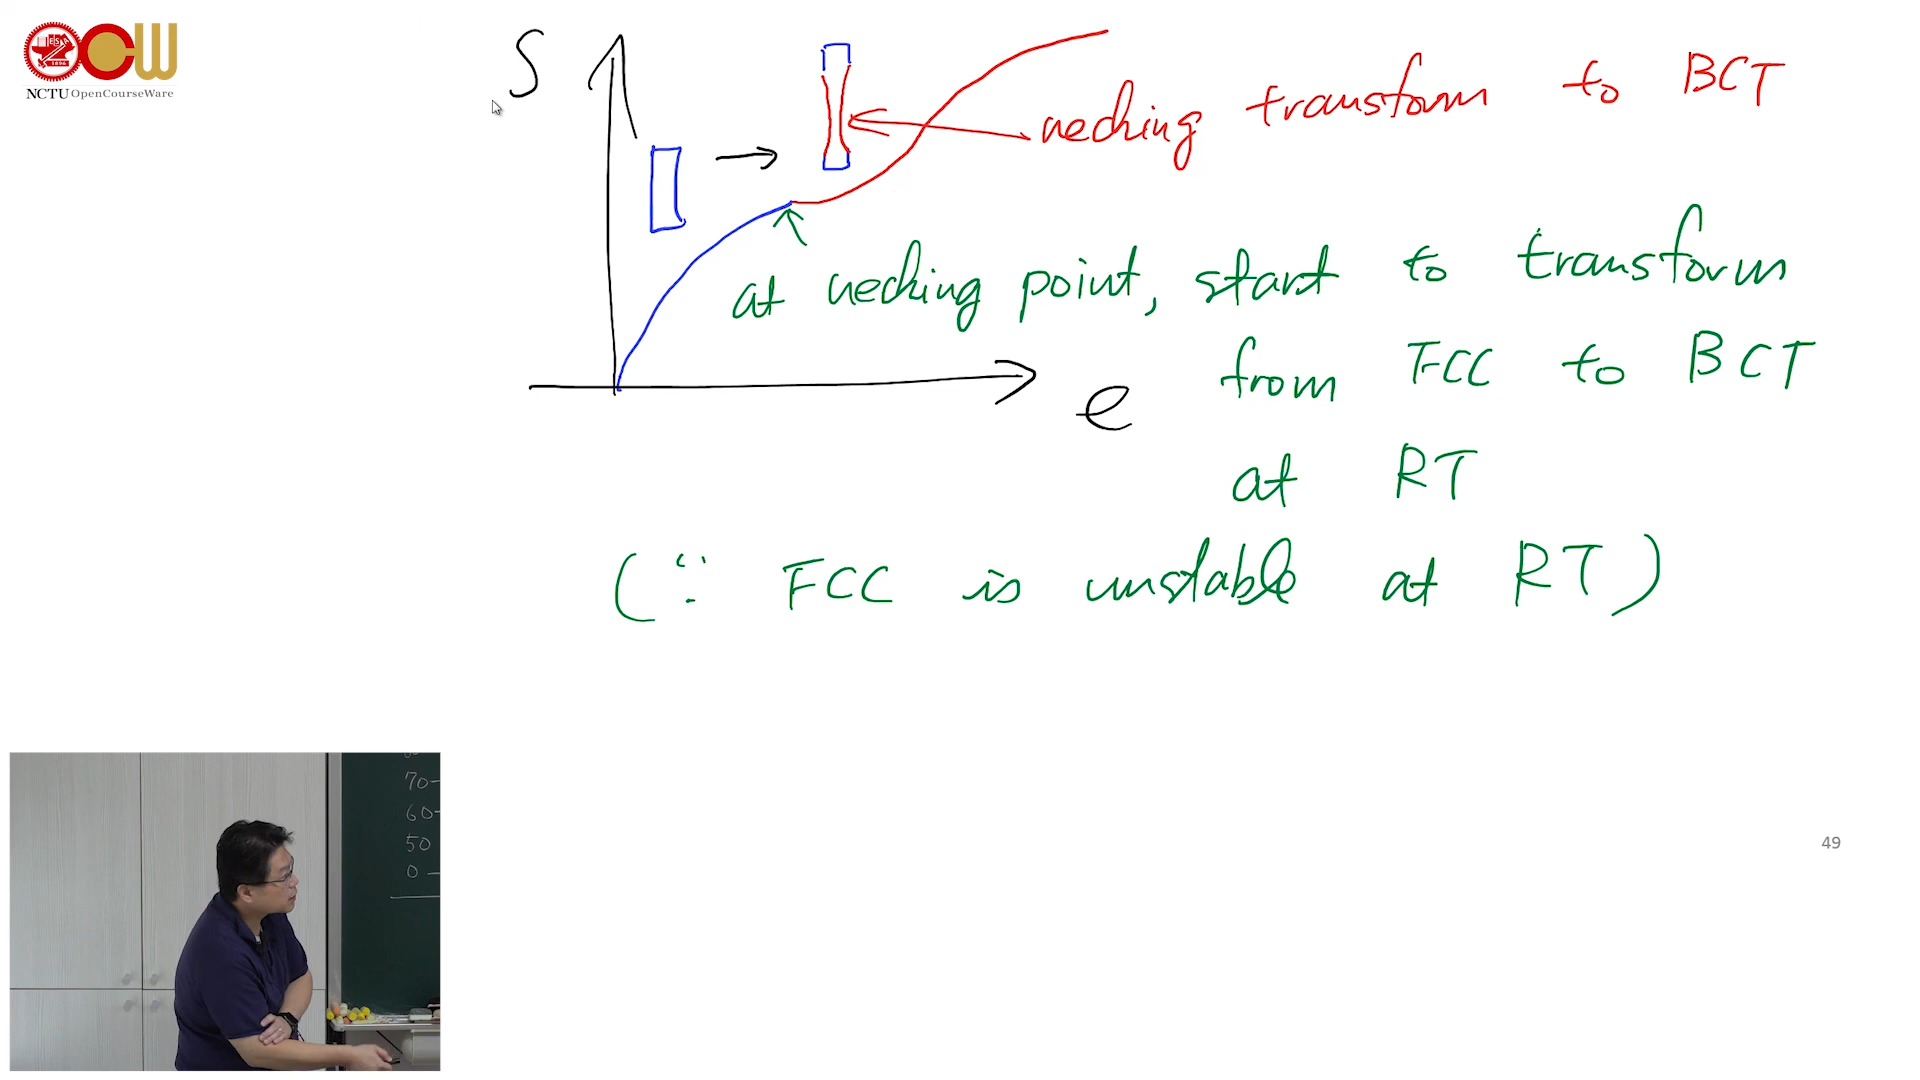 NCTU OpenCourseWare
S
necking transform to BCT
at necking point, start to transform
from FCC to BCT
e
at RT
(∵ FCC is unstable at RT)
49
70-
60-
50
0-